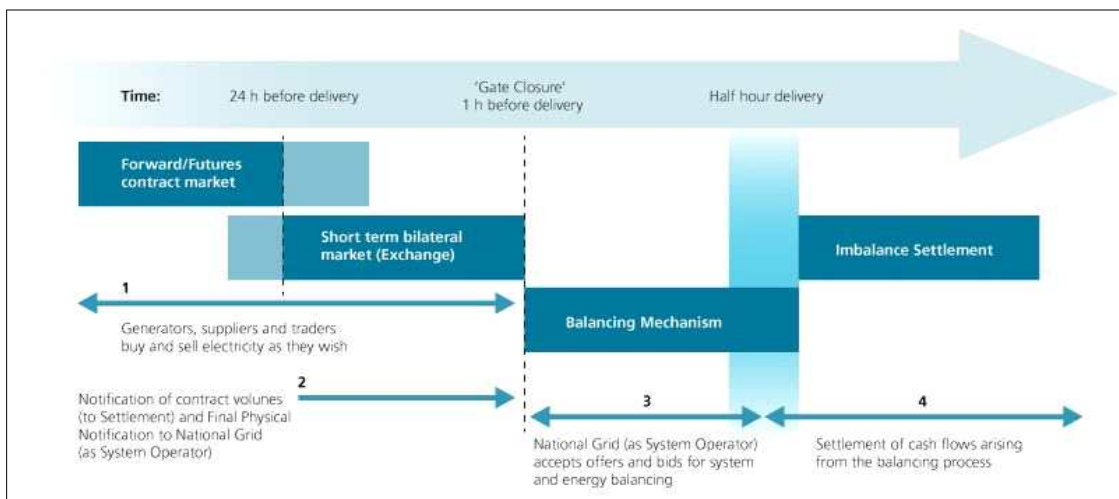 Time:
24 h before delivery
'Gate Closure'
1 h before delivery
Half hour delivery
Forward/Futures
contract market
Short term bilateral
market (Exchange)
Imbalance Settlement
Balancing Mechanism
1
Generators, suppliers and traders
buy and sell electricity as they wish
2
Notification of contract volunes
(to Settlement) and Final Physical
Notification to National Grid
(as System Operator)
3
National Grid (as System Operator)
accepts offers and bids for system
and energy balancing
4
Settlement of cash flows arising
from the balancing process